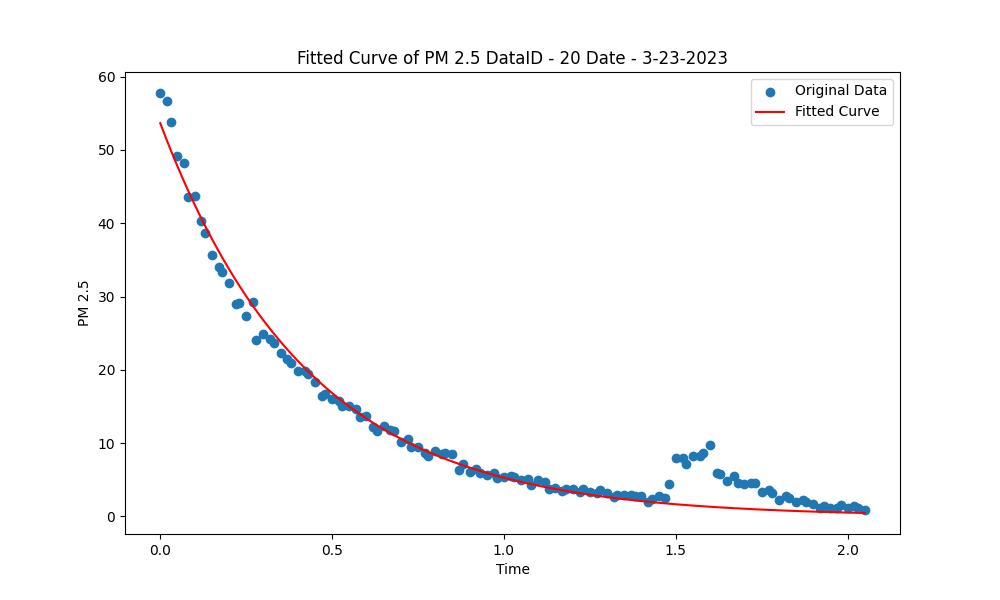 Fitted Curve of PM 2.5 DataID - 20 Date - 3-23-2023
Original Data
Fitted Curve
60
50
40
30
20
10
0
PM 2.5
0.0 0.5 1.0 1.5 2.0
Time